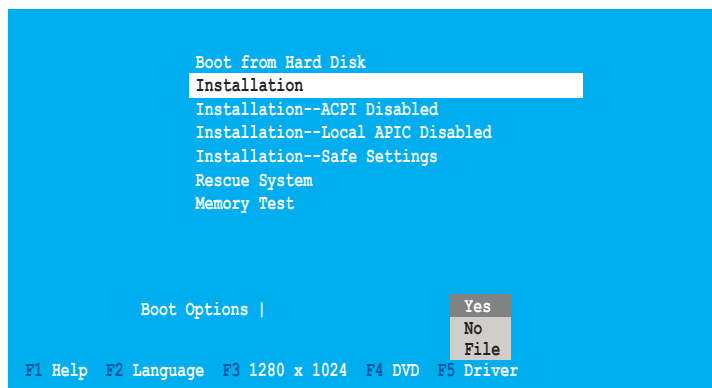 Boot from Hard Disk
Installation
Installation--ACPI Disabled
Installation--Local APIC Disabled
Installation--Safe Settings
Rescue System
Memory Test
Boot Options | Yes
No
File
F1 Help F2 Language F3 1280 x 1024 F4 DVD F5 Driver